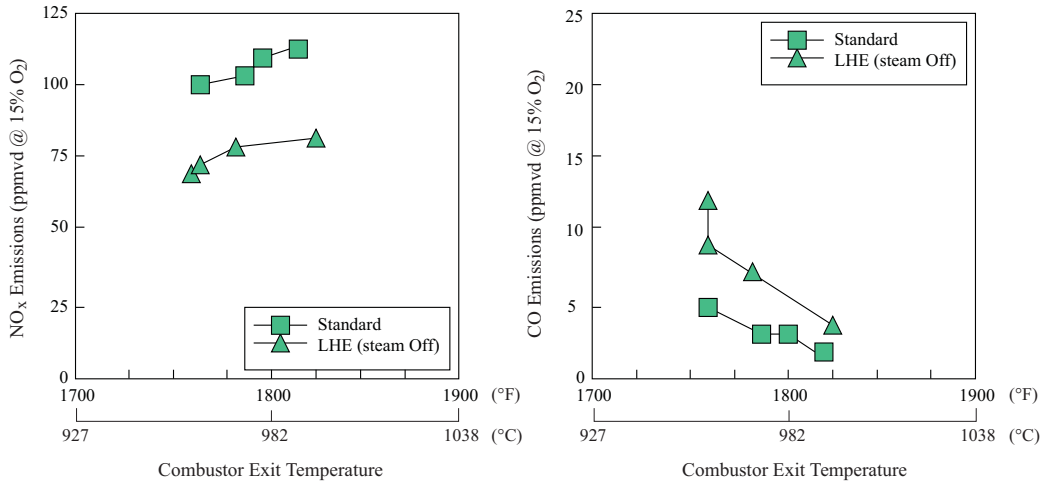 125
100
75
50
25
0
NOx Emissions (ppmvd @ 15% O2)
Standard
LHE (steam Off)
1700
1800
1900
(°F)
927
982
1038
(°C)
Combustor Exit Temperature
25
20
15
10
5
0
CO Emissions (ppmvd @ 15% O2)
Standard
LHE (steam Off)
1700
1800
1900
(°F)
927
982
1038
(°C)
Combustor Exit Temperature